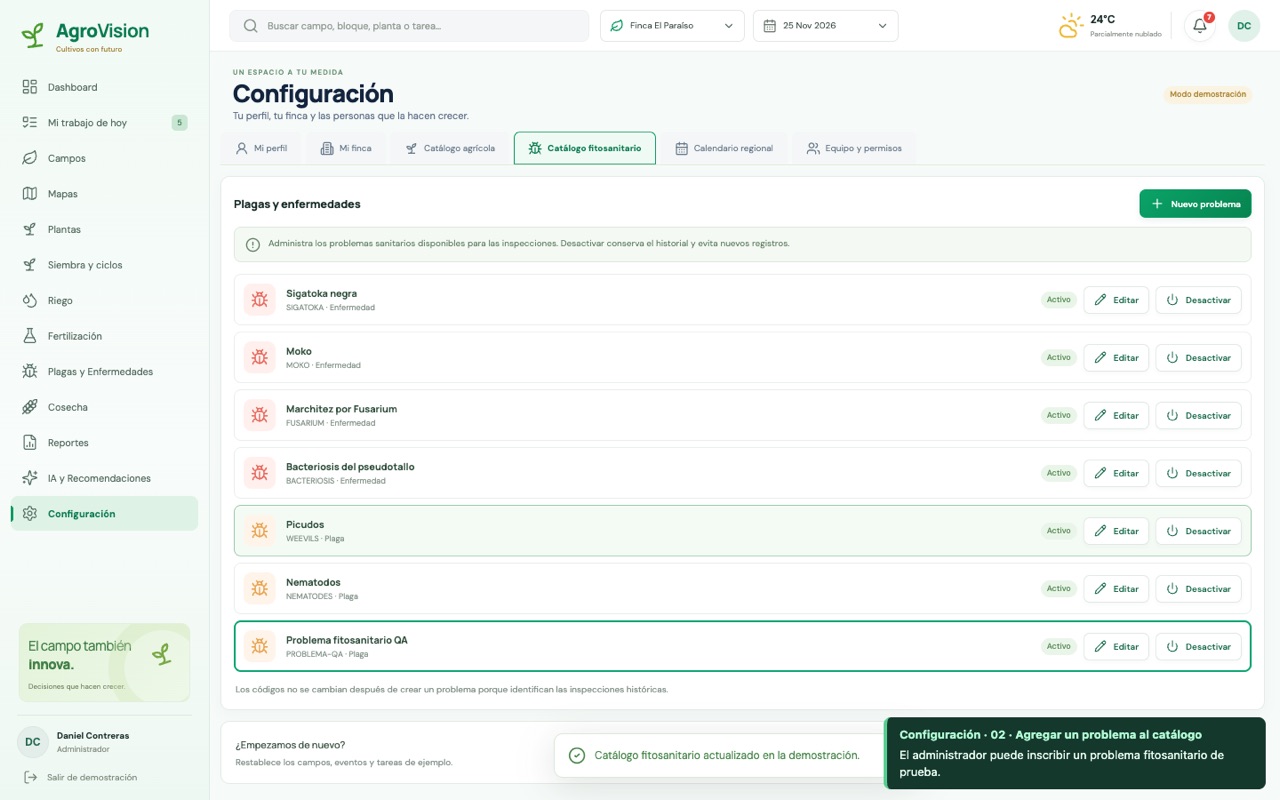 AgroVision
Cultivos con futuro
Dashboard
Mi trabajo de hoy
5
Campos
Mapas
Plantas
Siembra y ciclos
Riego
Fertilización
Plagas y Enfermedades
Cosecha
Reportes
IA y Recomendaciones
Configuración
El campo también
innova.
Decisiones que hacen crecer.
DC
Daniel Contreras
Administrador
Salir de demostración
Buscar campo, bloque, planta o tarea...
Finca El Paraíso
25 Nov 2026
24°C
Parcialmente nublado
7
DC
UN ESPACIO A TU MEDIDA
Configuración
Tu perfil, tu finca y las personas que la hacen crecer.
Modo demostración
Mi perfil
Mi finca
Catálogo agrícola
Catálogo fitosanitario
Calendario regional
Equipo y permisos
Plagas y enfermedades
Nuevo problema
Administra los problemas sanitarios disponibles para las inspecciones. Desactivar conserva el historial y evita nuevos registros.
Sigatoka negra
SIGATOKA · Enfermedad
Activo
Editar
Desactivar
Moko
MOKO · Enfermedad
Activo
Editar
Desactivar
Marchitez por Fusarium
FUSARIUM · Enfermedad
Activo
Editar
Desactivar
Bacteriosis del pseudotallo
BACTERIOSIS · Enfermedad
Activo
Editar
Desactivar
Picudos
WEEVILS · Plaga
Activo
Editar
Desactivar
Nematodos
NEMATODES · Plaga
Activo
Editar
Desactivar
Problema fitosanitario QA
PROBLEMA-QA · Plaga
Activo
Editar
Desactivar
Los códigos no se cambian después de crear un problema porque identifican las inspecciones históricas.
¿Empezamos de nuevo?
Restablece los campos, eventos y tareas de ejemplo.
Catálogo fitosanitario actualizado en la demostración.
Configuración · 02 · Agregar un problema al catálogo
El administrador puede inscribir un problema fitosanitario de
prueba.